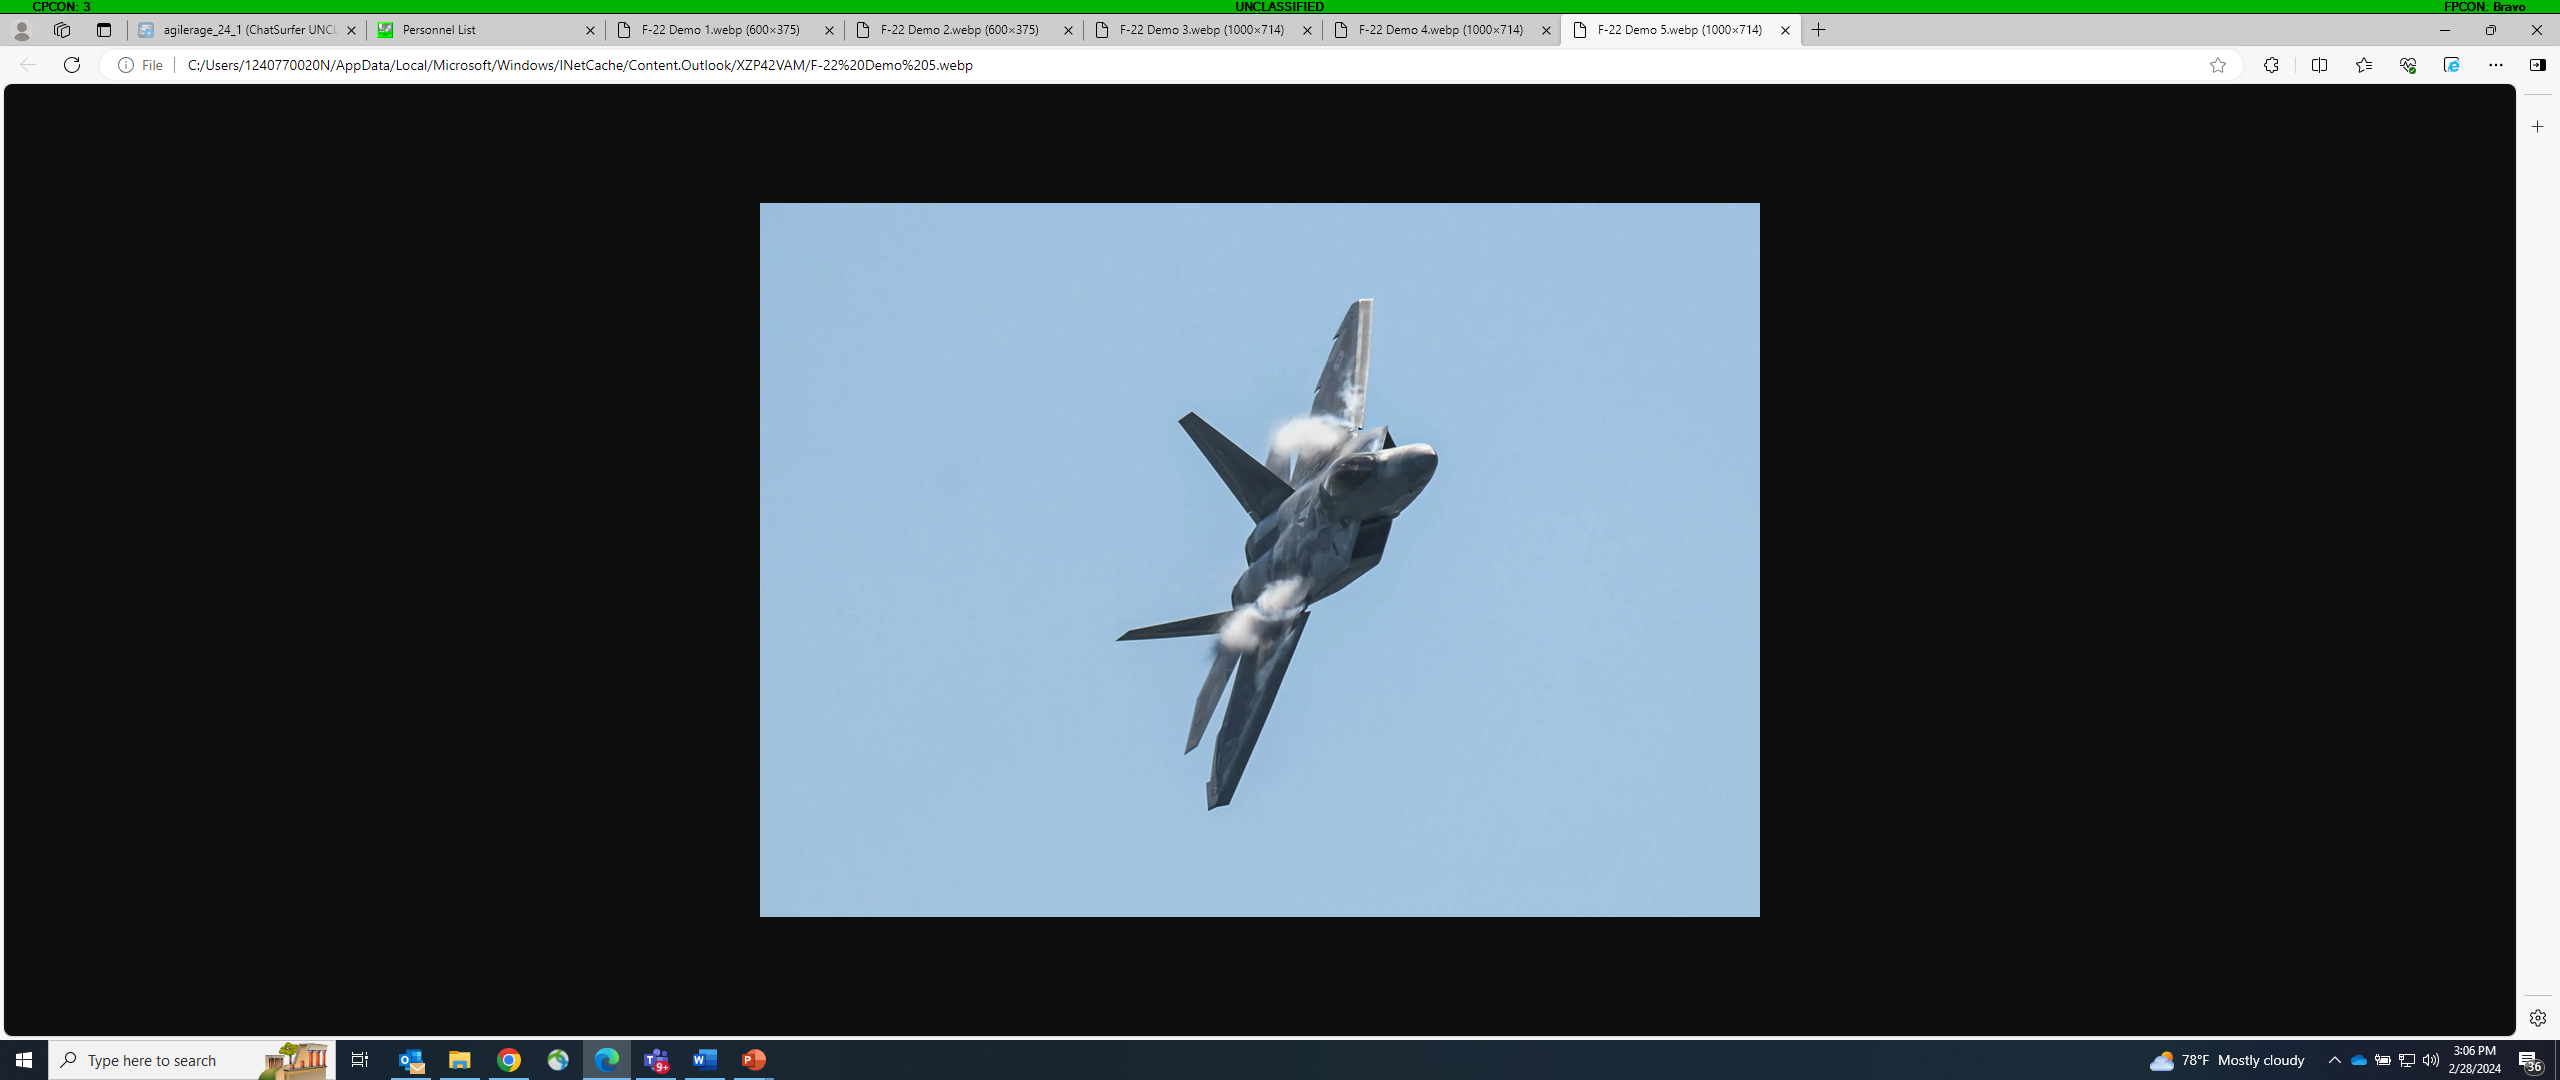 CPCON: 3
UNCLASSIFIED
FPCON: Bravo
agilerage_24_1 (ChatSurfer UNCL
Personnel List
F-22 Demo 1.webp (600×375)
F-22 Demo 2.webp (600×375)
F-22 Demo 3.webp (1000×714)
F-22 Demo 4.webp (1000×714)
F-22 Demo 5.webp (1000×714)
File
C:/Users/1240770020N/AppData/Local/Microsoft/Windows/INetCache/Content.Outlook/XZP42VAM/F-22%20Demo%205.webp
Type here to search
9+
78°F Mostly cloudy
3:06 PM
2/28/2024
36